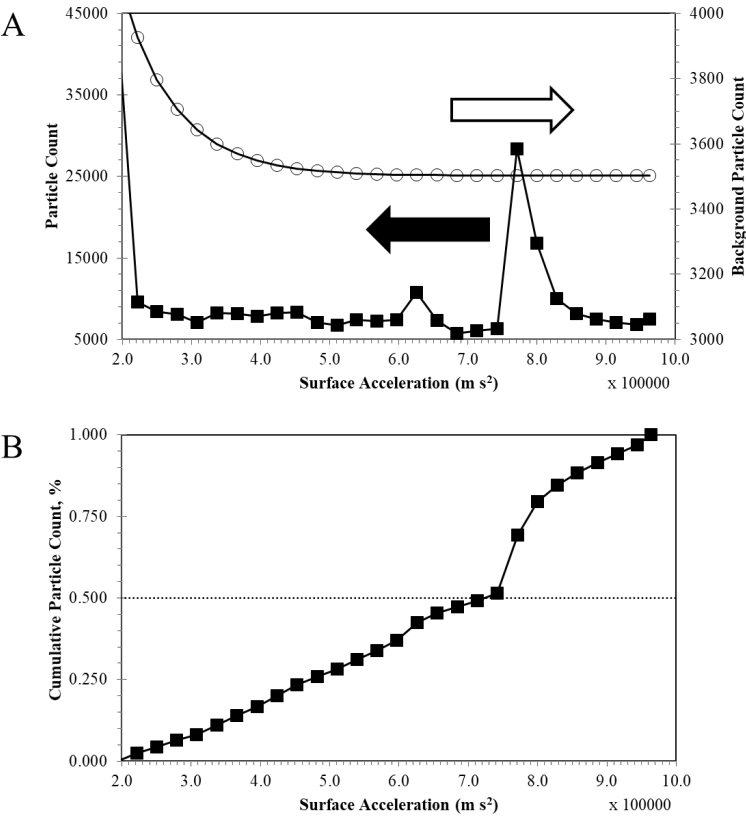 A
45000
35000
25000
15000
5000
Particle Count
4000
3800
3600
3400
3200
3000
Background Particle Count
2.0 3.0 4.0 5.0 6.0 7.0 8.0 9.0 10.0
Surface Acceleration (m s²) x 100000
B
1.000
0.750
0.500
0.250
0.000
Cumulative Particle Count, %
2.0 3.0 4.0 5.0 6.0 7.0 8.0 9.0 10.0
Surface Acceleration (m s²) x 100000